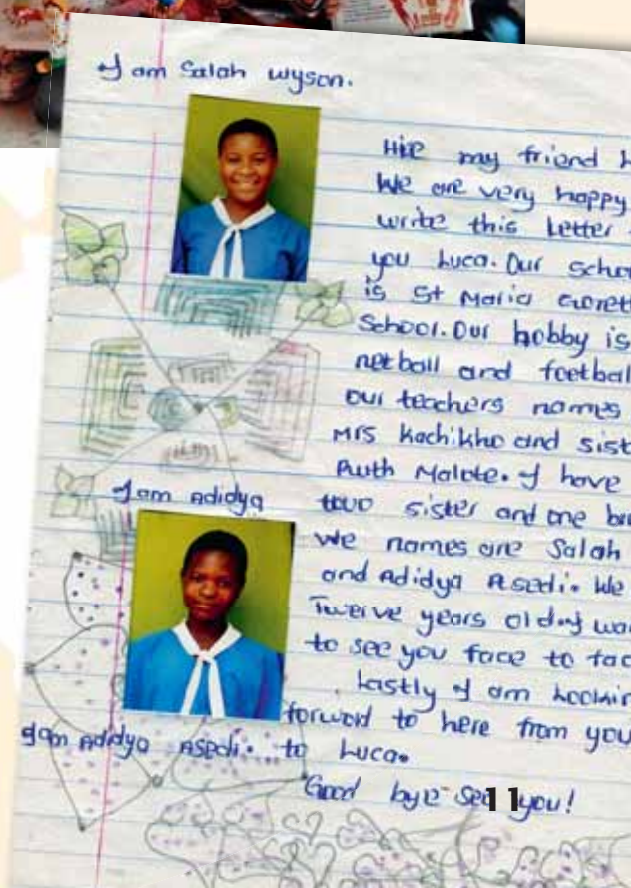 I am Salah Wyson.
Hie my friend
We are very happy
write this letter
you Luca. Our scho
is St Maria Gorett
School. Our hobby is
netball and footbal
our teachers names
Mrs Kachikho and sist
Ruth Malote. I have
two sister and one br
We names are Salah
and Adidya Asedi. We
I am Adidya
Twerve years old. I wa
to see you face to fac
Lastly I am lookin
forword to here from you
I am Adidya Asedi. to Luca.
Good bye see you!
11